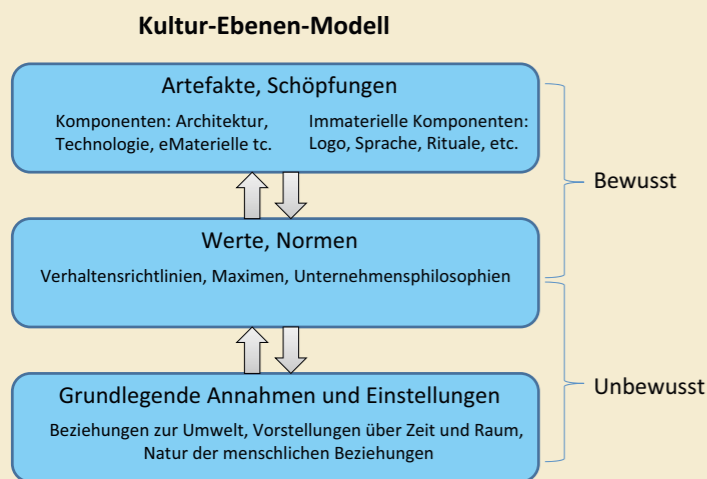 Kultur-Ebenen-Modell
Artefakte, Schöpfungen
Komponenten: Architektur,
Technologie, eMaterielle tc.
Immaterielle Komponenten:
Logo, Sprache, Rituale, etc.
Bewusst
Werte, Normen
Verhaltensrichtlinien, Maximen, Unternehmensphilosophien
Unbewusst
Grundlegende Annahmen und Einstellungen
Beziehungen zur Umwelt, Vorstellungen über Zeit und Raum,
Natur der menschlichen Beziehungen